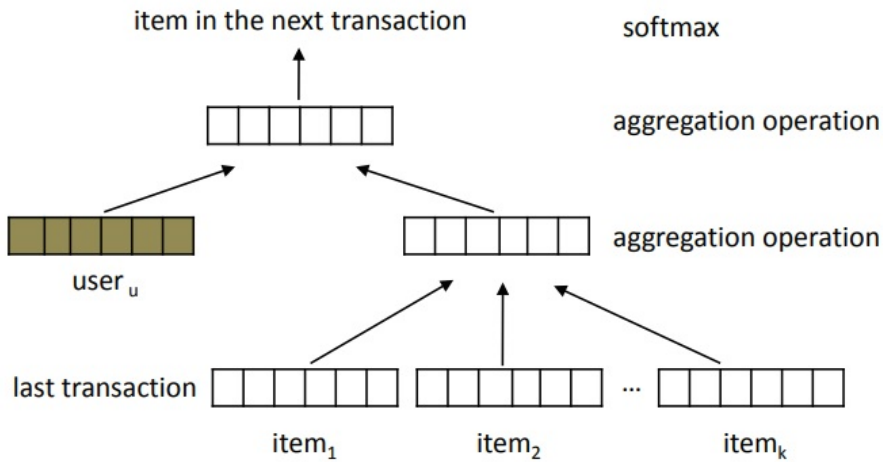 item in the next transaction
softmax
aggregation operation
aggregation operation
user u
last transaction
...
item1
item2
itemk